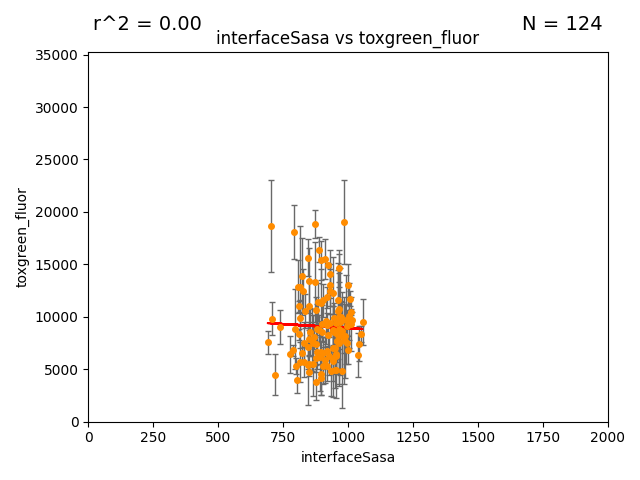 r^2 = 0.00
N = 124
interfaceSasa vs toxgreen_fluor
35000
30000
25000
20000
15000
10000
5000
0
toxgreen_fluor
0 250 500 750 1000 1250 1500 1750 2000
interfaceSasa